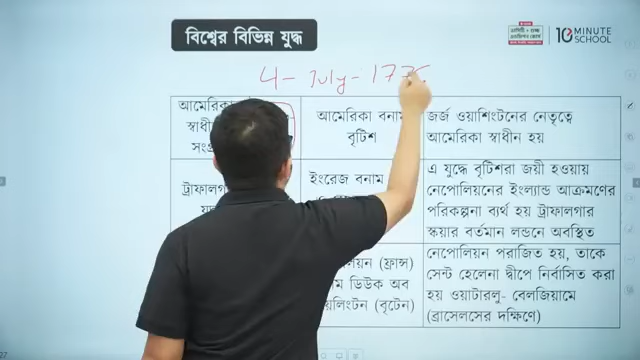 বিশ্বের বিভিন্ন যুদ্ধ
10 MINUTE
SCHOOL
4 - July - 177
আমেরিকা
স্বাধী
সং
আমেরিকা বনাম
বৃটিশ
জর্জ ওয়াশিংটনের নেতৃত্বে
আমেরিকা স্বাধীন হয়
ট্রাফালগা
ইংরেজ বনাম
এ যুদ্ধে বৃটিশরা জয়ী হওয়ায়
নেপোলিয়নের ইংল্যান্ড আক্রমণের
পরিকল্পনা ব্যর্থ হয় ট্রাফালগার
স্কয়ার বর্তমান লন্ডনে অবস্থিত
লিয়ন (ফ্রান্স)
ম ডিউক অব
য়েলিংটন (বৃটেন)
নেপোলিয়ন পরাজিত হয়, তাকে
সেন্ট হেলেনা দ্বীপে নির্বাসিত করা
হয় ওয়াটারলু- বেলজিয়ামে
(ব্রাসেলসের দক্ষিণে)
27